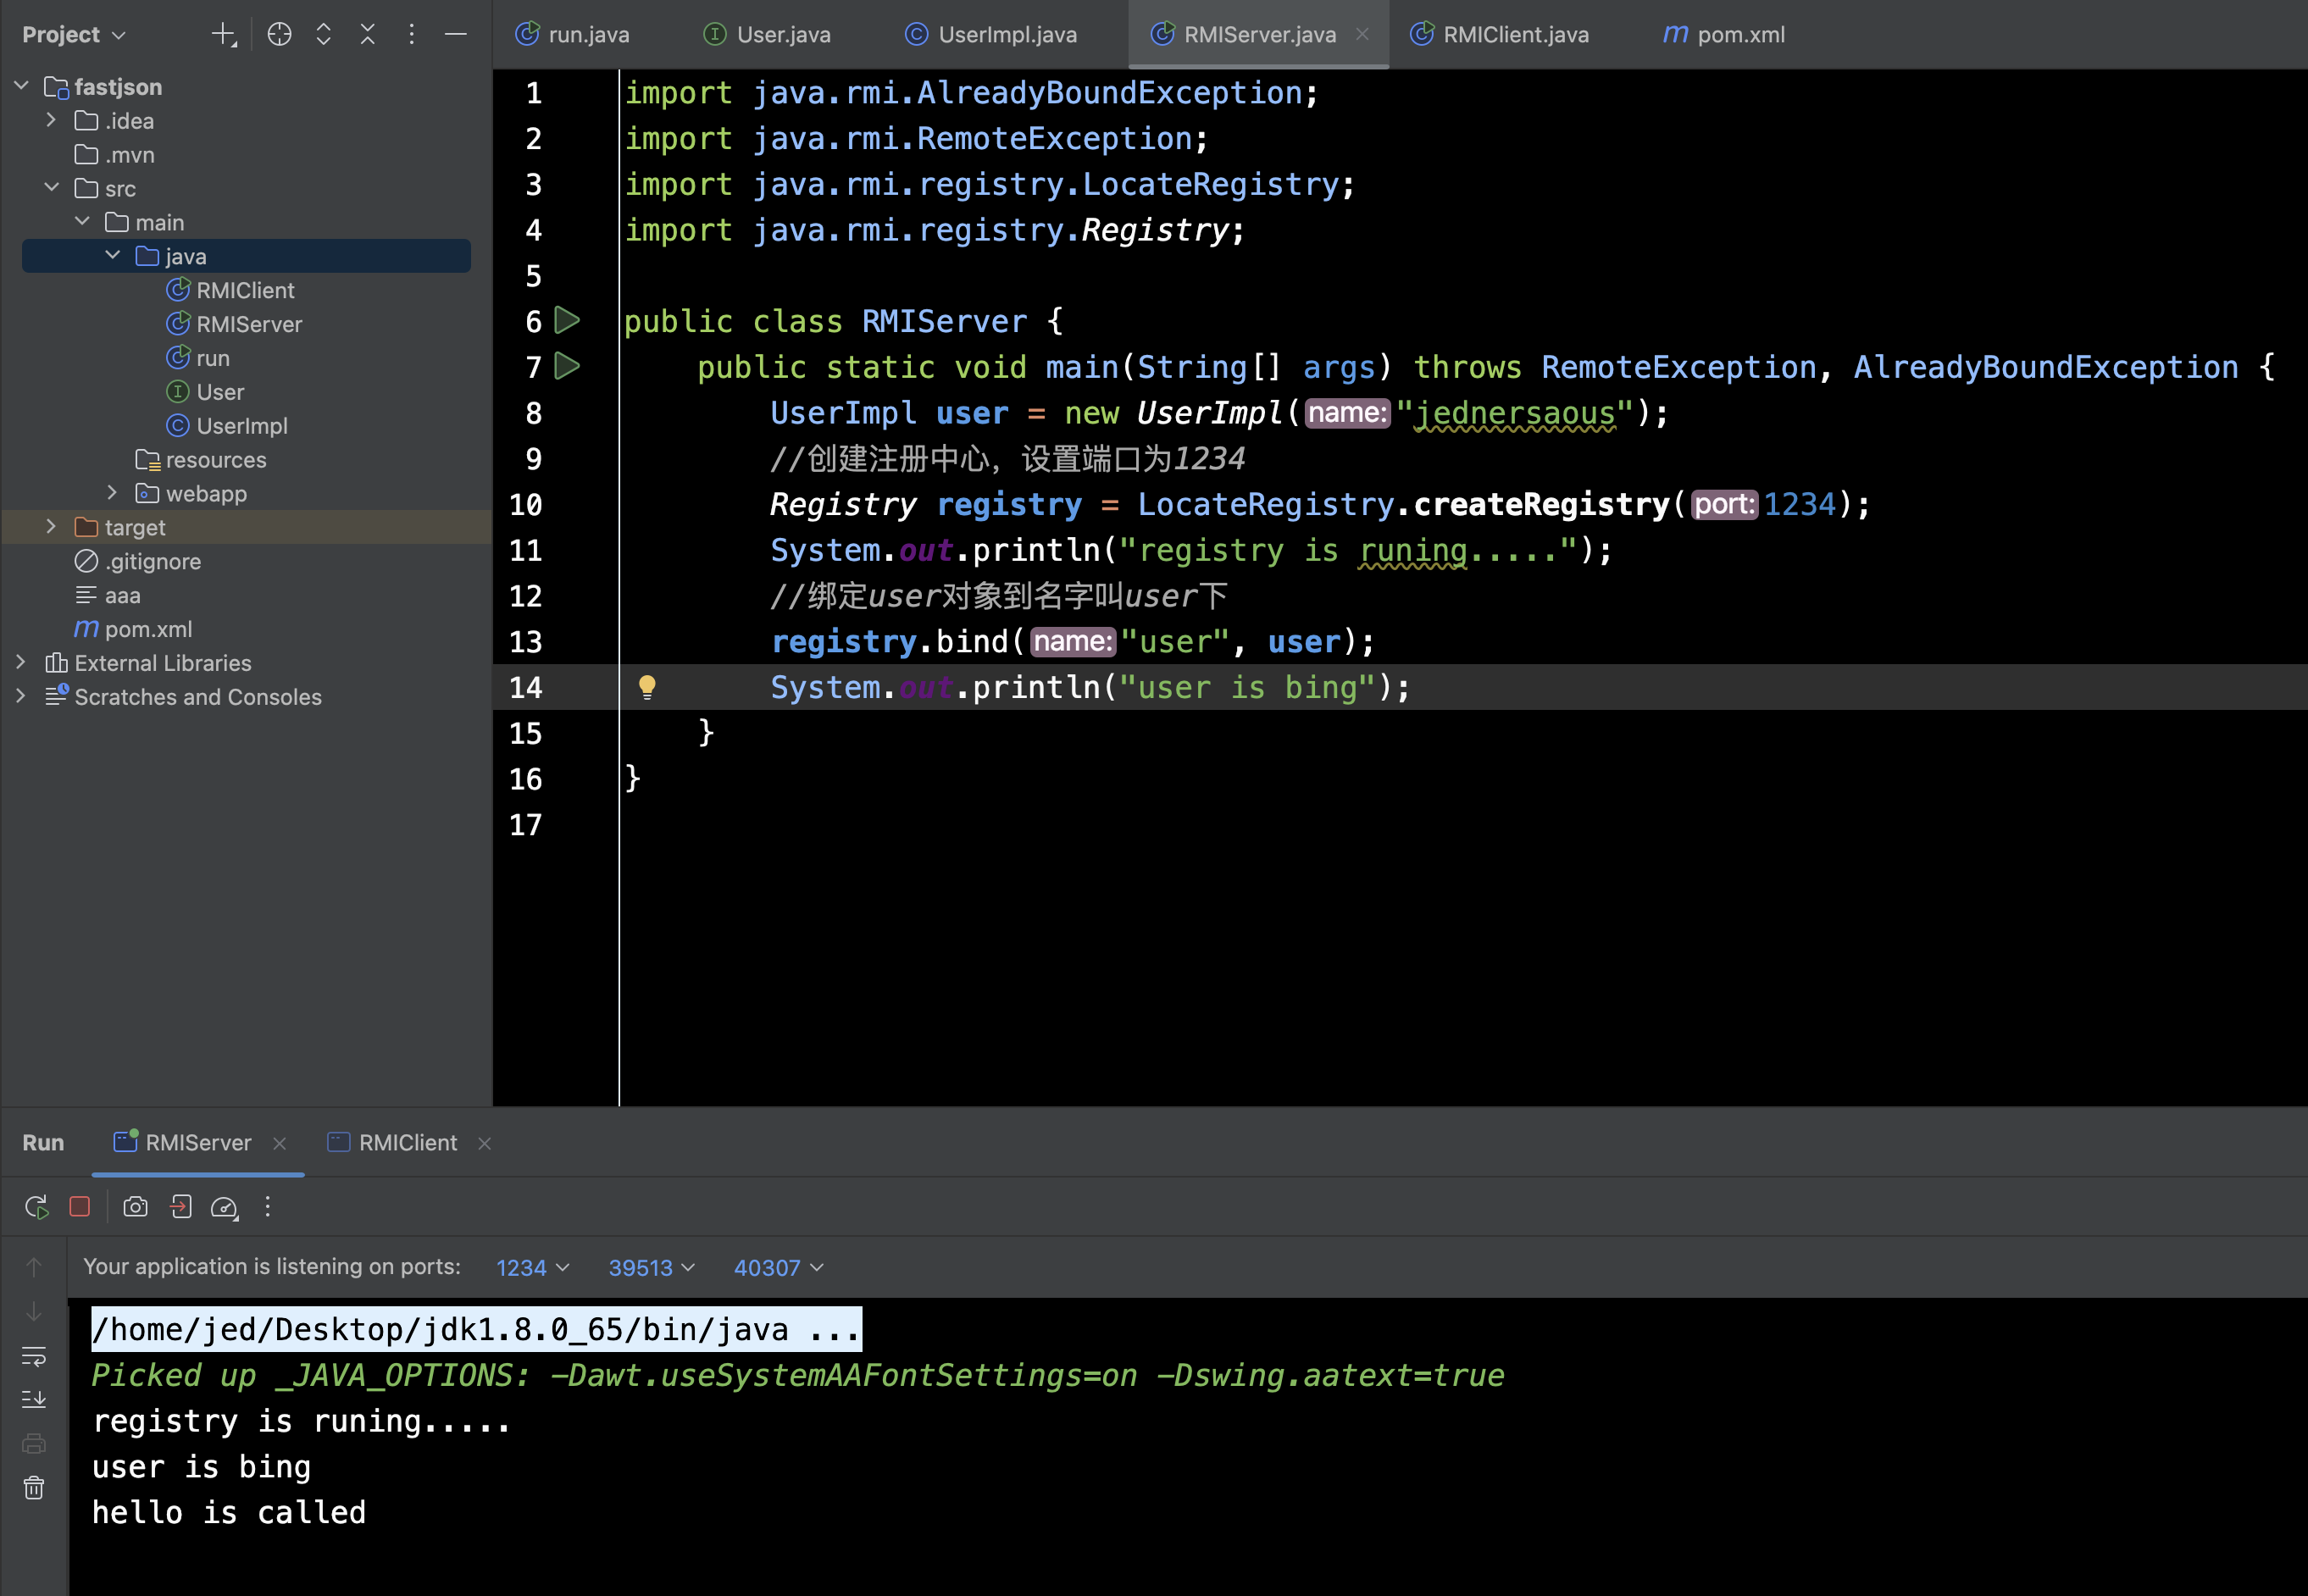 Project
fastjson
.idea
.mvn
src
main
java
RMIClient
RMIServer
run
User
UserImpl
resources
webapp
target
.gitignore
aaa
pom.xml
External Libraries
Scratches and Consoles
run.java
User.java
UserImpl.java
RMIServer.java
RMIClient.java
pom.xml
1 import java.rmi.AlreadyBoundException;
2 import java.rmi.RemoteException;
3 import java.rmi.registry.LocateRegistry;
4 import java.rmi.registry.Registry;
5
6 public class RMIServer {
7 public static void main(String[] args) throws RemoteException, AlreadyBoundException {
8 UserImpl user = new UserImpl( name: "jednersaous");
9 //创建注册中心，设置端口为1234
10 Registry registry = LocateRegistry.createRegistry( port: 1234);
11 System.out.println("registry is runing.....");
12 //绑定user对象到名字叫user下
13 registry.bind( name: "user", user);
14 System.out.println("user is bing");
15 }
16 }
17
Run RMIServer RMIClient
Your application is listening on ports: 1234 39513 40307
/home/jed/Desktop/jdk1.8.0_65/bin/java ...
Picked up _JAVA_OPTIONS: -Dawt.useSystemAAFontSettings=on -Dswing.aatext=true
registry is runing.....
user is bing
hello is called